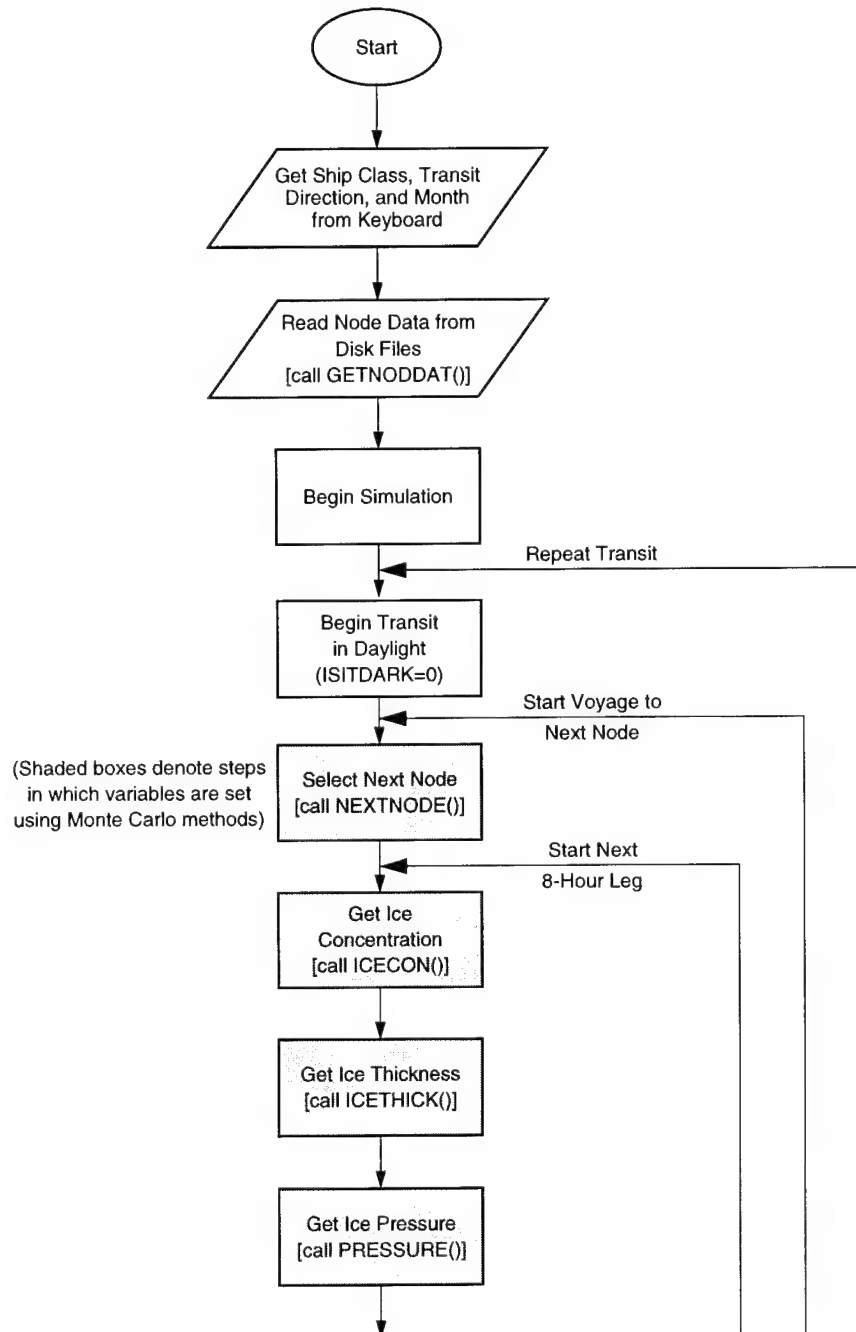 Start
Get Ship Class, Transit
Direction, and Month
from Keyboard
Read Node Data from
Disk Files
[call GETNODDAT()]
Begin Simulation
Repeat Transit
Begin Transit
in Daylight
(ISITDARK=0)
Start Voyage to
Next Node
(Shaded boxes denote steps
in which variables are set
using Monte Carlo methods)
Select Next Node
[call NEXTNODE()]
Start Next
8-Hour Leg
Get Ice
Concentration
[call ICECON()]
Get Ice Thickness
[call ICETHICK()]
Get Ice Pressure
[call PRESSURE()]